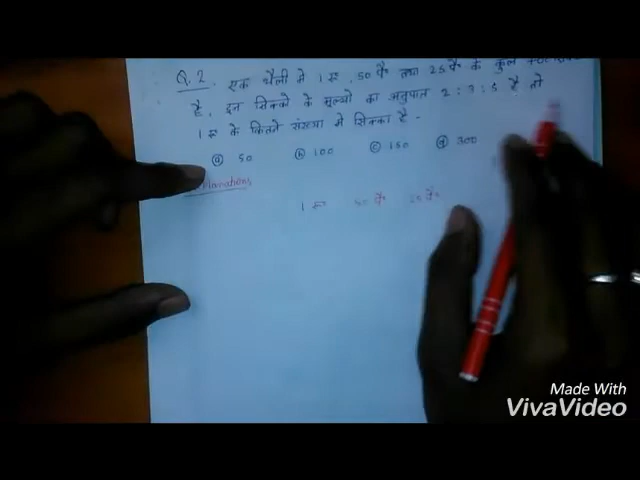 Q.2. एक थैली में 1 रू, 50 पै तथा 25 पै के कुल
है, इन सिक्को के मूल्यो का अनुपात 2 : 3 : 5 है तो
1 रू के कितने संख्या में सिक्का है -
(a) 50 (b) 100 (c) 150 (d) 300
1 रू 50 पै 25 पै
Made With
VivaVideo